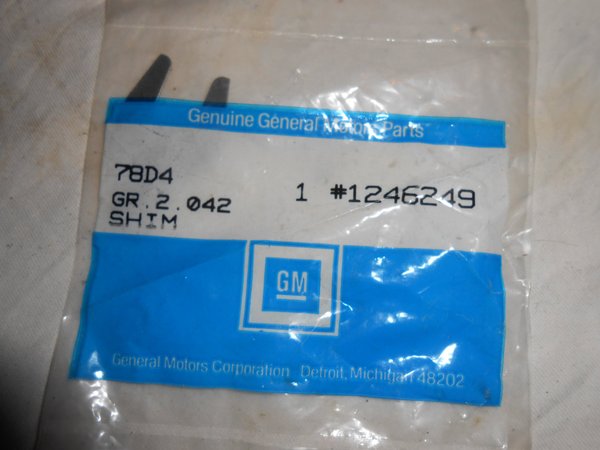 Genuine General Motors Parts
78D4
1 #1246249
GR.2.042
SHIM
GM
General Motors Corporation Detroit, Michigan 48202